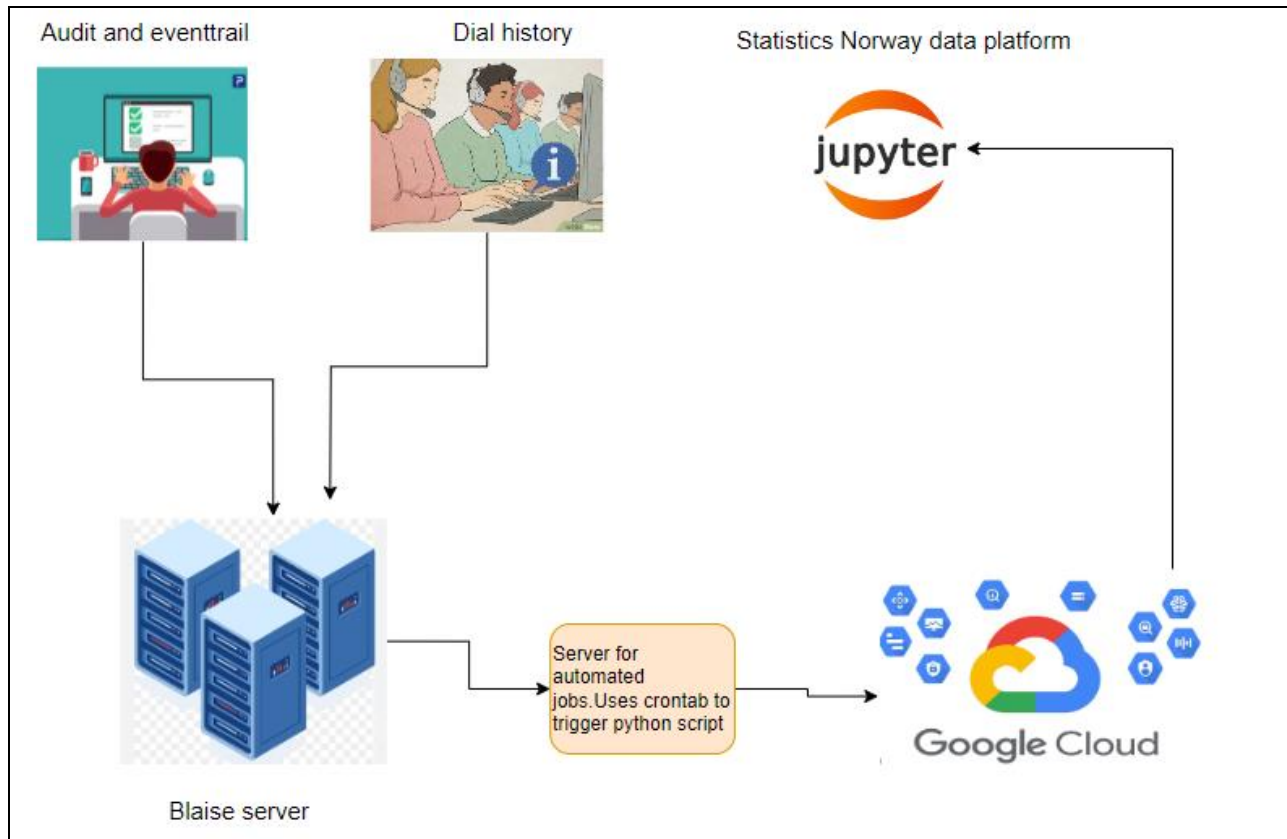 Audit and eventtrail
Dial history
Statistics Norway data platform
P
i
jupyter
Server for
automated
jobs.Uses crontab to
trigger python script
Google Cloud
Blaise server